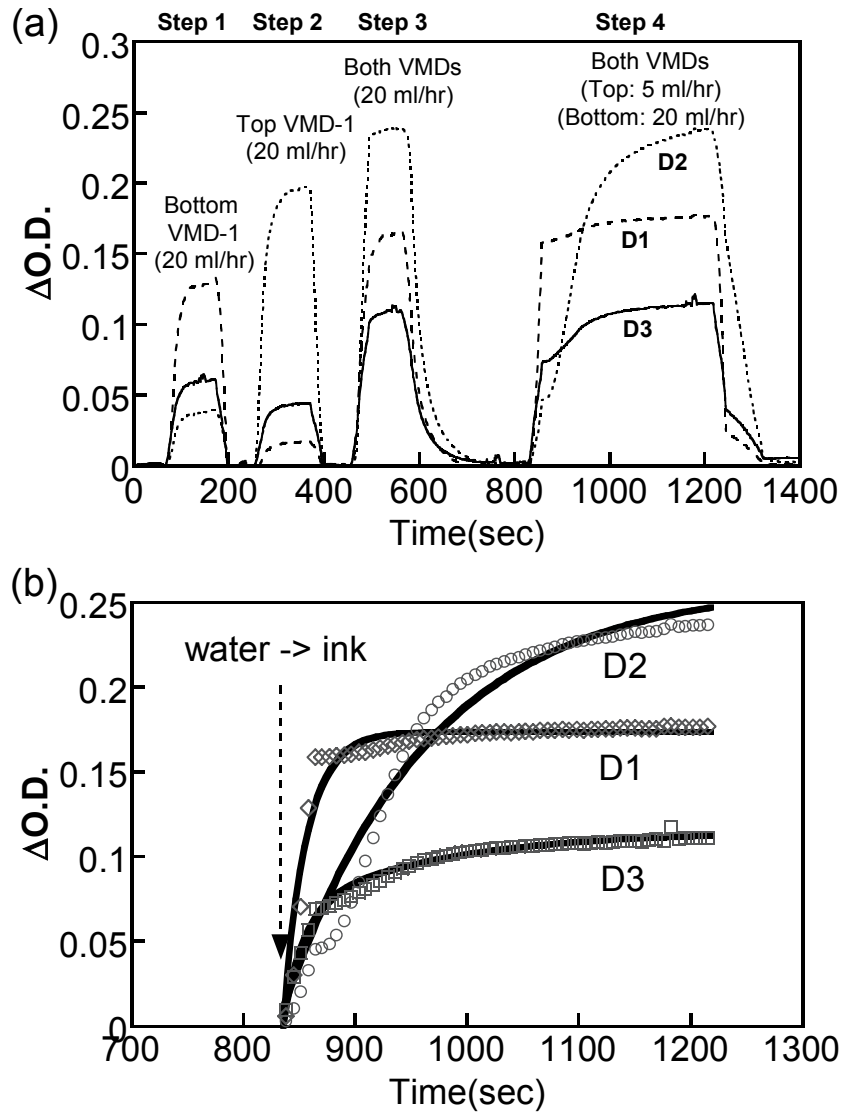 (a)
Step 1 Step 2 Step 3 Step 4
0.3
Both VMDs
(20 ml/hr)
Both VMDs
(Top: 5 ml/hr)
(Bottom: 20 ml/hr)
0.25
Top VMD-1
(20 ml/hr)
D2
0.2
Bottom
VMD-1
(20 ml/hr)
D1
0.15
ΔO.D.
0.1
D3
0.05
0
0 200 400 600 800 1000 1200 1400
Time(sec)
(b)
0.25
water -> ink
D2
0.2
D1
0.15
ΔO.D.
0.1
D3
0.05
0
700 800 900 1000 1100 1200 1300
Time(sec)